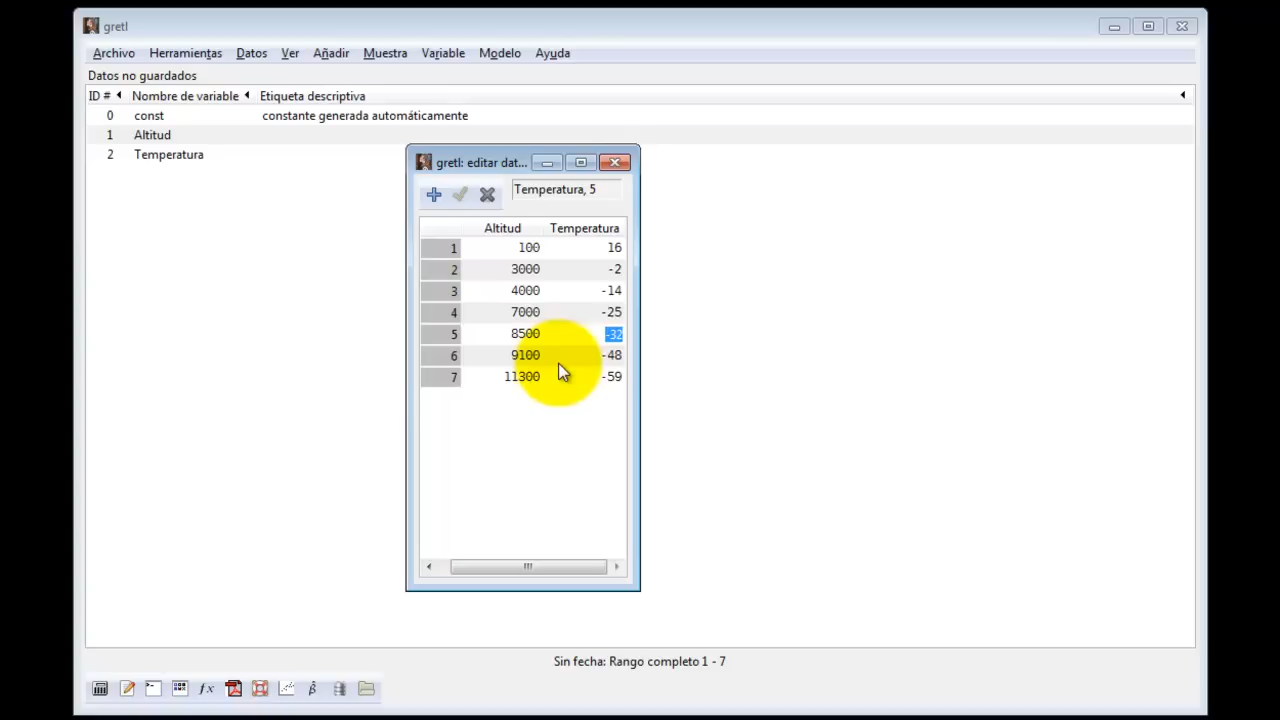 gretl
Archivo Herramientas Datos Ver Añadir Muestra Variable Modelo Ayuda
Datos no guardados
ID # Nombre de variable Etiqueta descriptiva
0 const constante generada automáticamente
1 Altitud
2 Temperatura
gretl: editar dat...
Temperatura, 5
Altitud Temperatura
1 100 16
2 3000 -2
3 4000 -14
4 7000 -25
5 8500 -32
6 9100 -48
7 11300 -59
Sin fecha: Rango completo 1 - 7
fx β̂